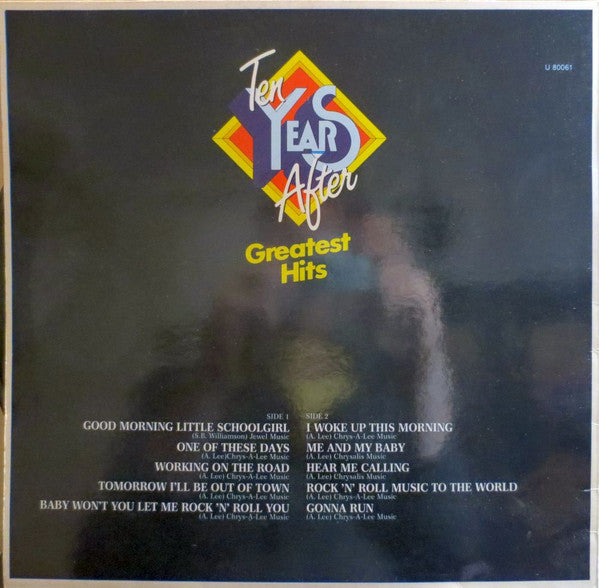 U 80061
Ten
YEARS
After
Greatest
Hits
SIDE 1
GOOD MORNING LITTLE SCHOOLGIRL
(S.B. Williamson) Jewel Music
ONE OF THESE DAYS
(A. Lee)Chrys-A-Lee Music
WORKING ON THE ROAD
(A. Lee) Chrys-A-Lee Music
TOMORROW I'LL BE OUT OF TOWN
(A. Lee) Chrys-A-Lee Music
BABY WON'T YOU LET ME ROCK 'N' ROLL YOU
(A. Lee) Chrys-A-Lee Music
SIDE 2
I WOKE UP THIS MORNING
(A. Lee) Chrys-A-Lee Music
ME AND MY BABY
(A. Lee) Chrysalis Music
HEAR ME CALLING
(A. Lee) Chrysalis Music
ROCK 'N' ROLL MUSIC TO THE WORLD
(A. Lee) Chrys-A-Lee Music
GONNA RUN
(A. Lee) Chrys-A-Lee Music